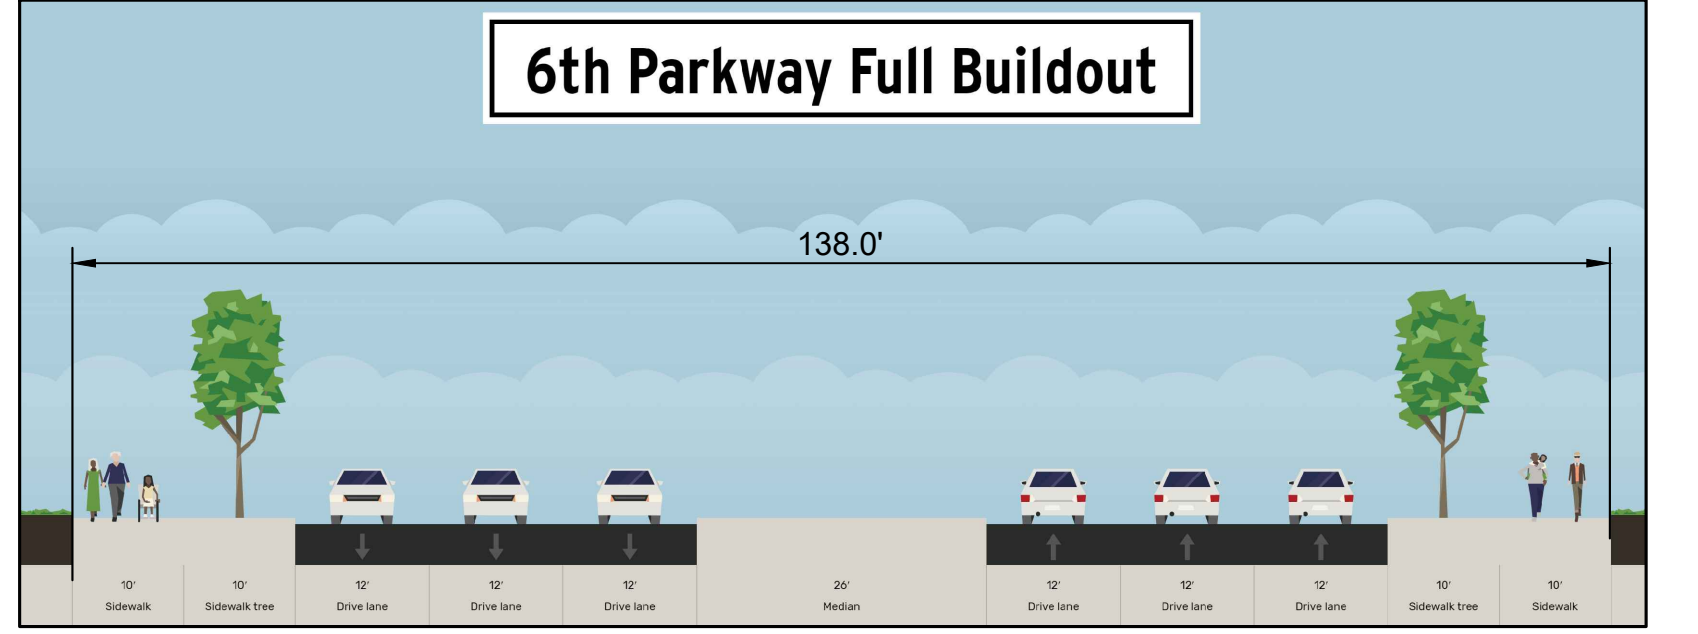 6th Parkway Full Buildout
138.0'
10' 10' 12' 12' 12' 26' 12' 12' 12' 10' 10'
Sidewalk Sidewalk tree Drive lane Drive lane Drive lane Median Drive lane Drive lane Drive lane Sidewalk tree Sidewalk